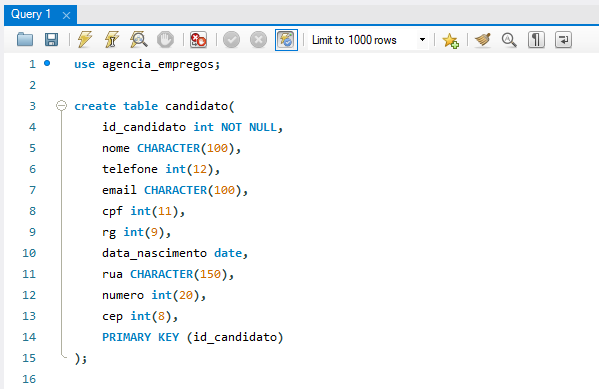 Query 1
Limit to 1000 rows
1 use agencia_empregos;
2
3 create table candidato(
4 id_candidato int NOT NULL,
5 nome CHARACTER(100),
6 telefone int(12),
7 email CHARACTER(100),
8 cpf int(11),
9 rg int(9),
10 data_nascimento date,
11 rua CHARACTER(150),
12 numero int(20),
13 cep int(8),
14 PRIMARY KEY (id_candidato)
15 );
16